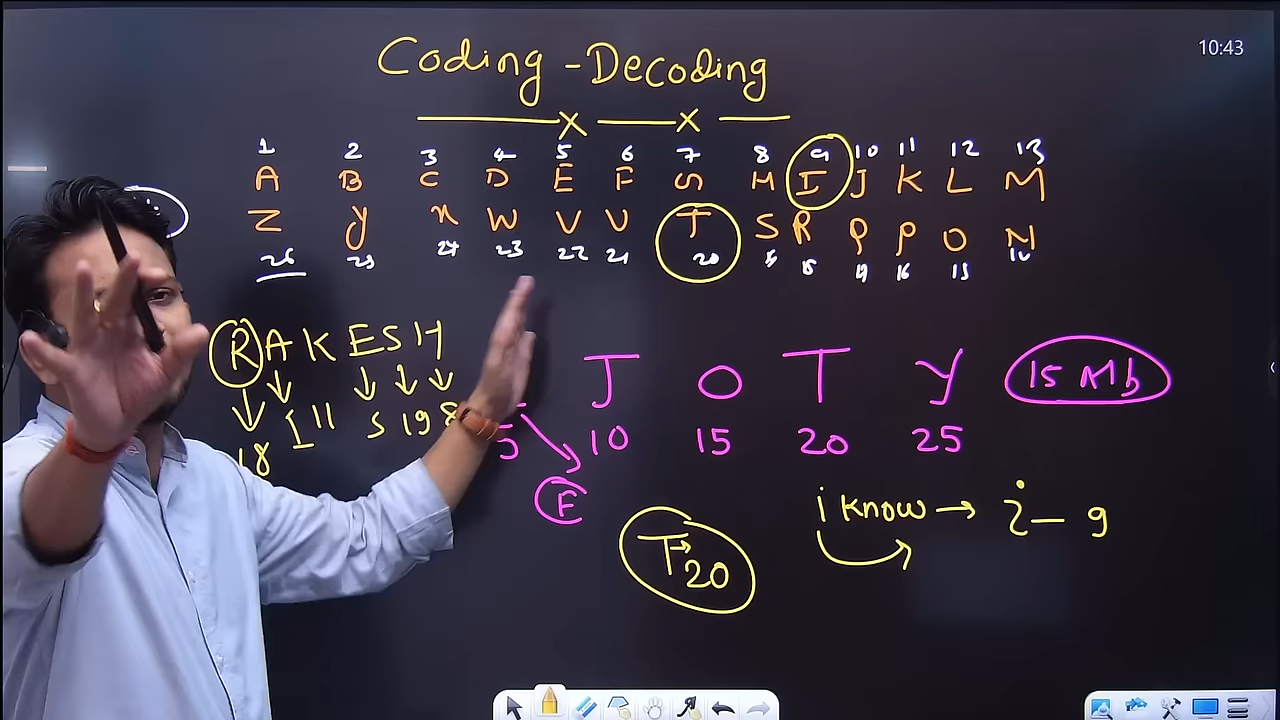 10:43
Coding - Decoding
1 2 3 4 5 6 7 8 9 10 11 12 13
A B C D E F G H I J K L M
Z Y X W V U T S R Q P O N
26 25 24 23 22 21 20 18 17 16 15 14
R A K E S H
18 1 11 5 19 8
J O T Y 15 Mb
5 10 15 20 25
F
i know → i - 9
T → 20